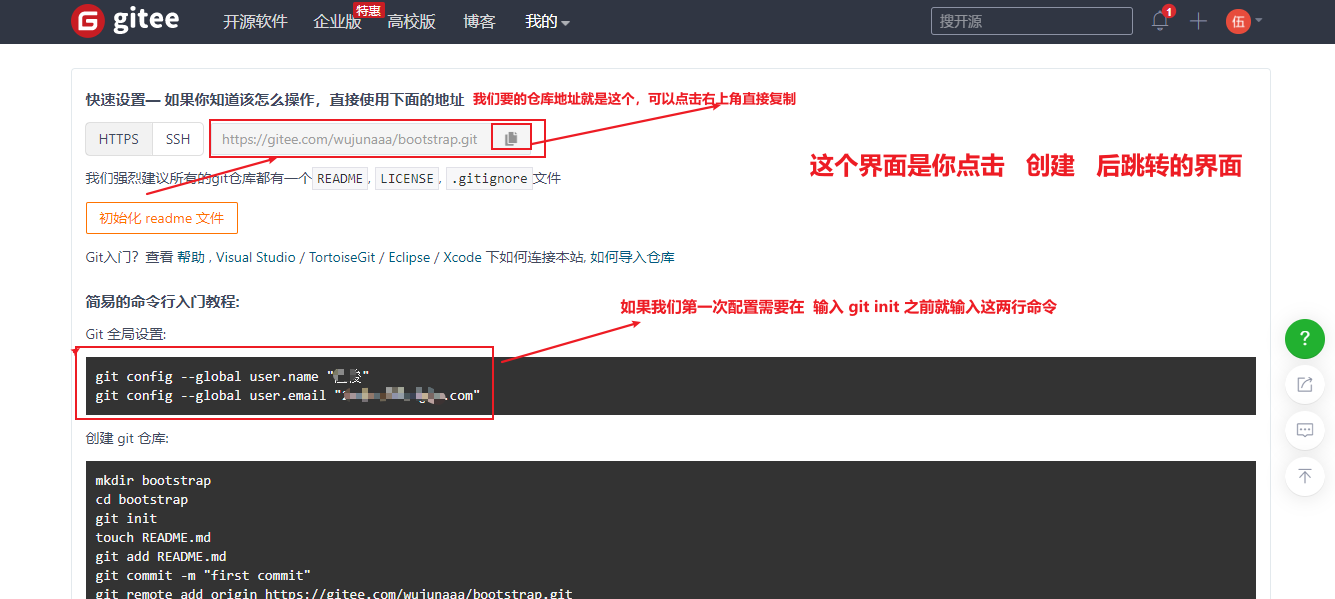 gitee 开源软件 企业版 特惠 高校版 博客 我的 搜开源 1 伍
快速设置— 如果你知道该怎么操作，直接使用下面的地址 我们要的仓库地址就是这个，可以点击右上角直接复制
HTTPS SSH https://gitee.com/wujunaaa/bootstrap.git
这个界面是你点击 创建 后跳转的界面
我们强烈建议所有的git仓库都有一个 README, LICENSE, .gitignore 文件
初始化 readme 文件
Git入门？查看 帮助 , Visual Studio / TortoiseGit / Eclipse / Xcode 下如何连接本站, 如何导入仓库
简易的命令行入门教程:
如果我们第一次配置需要在 输入 git init 之前就输入这两行命令
Git 全局设置:
git config --global user.name "
git config --global user.email " .com"
创建 git 仓库:
mkdir bootstrap
cd bootstrap
git init
touch README.md
git add README.md
git commit -m "first commit"
git remote add origin https://gitee.com/wujunaaa/bootstrap.git